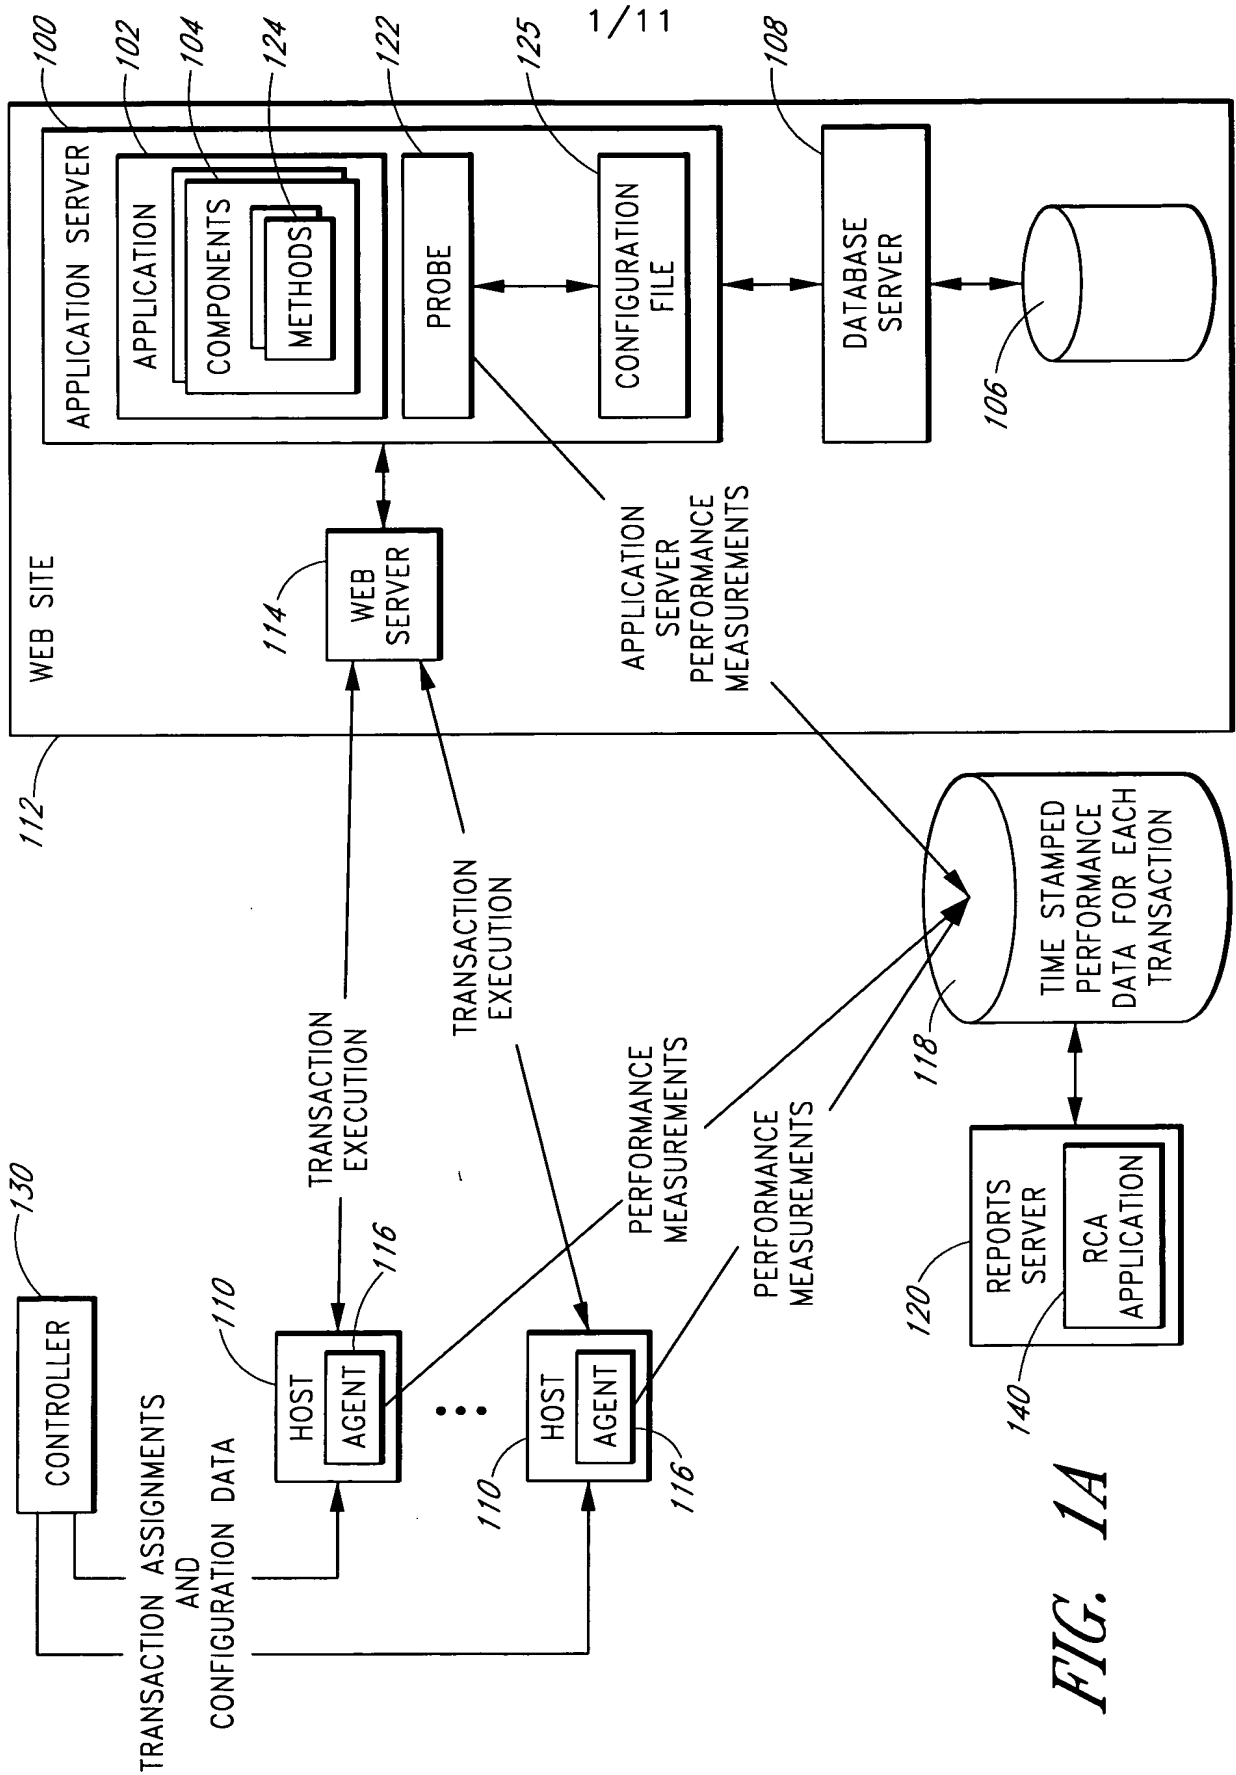 1/11
112
WEB SITE
100
APPLICATION SERVER
102
APPLICATION
104
COMPONENTS
124
METHODS
122
PROBE
125
CONFIGURATION
FILE
108
DATABASE
SERVER
106
114
WEB
SERVER
APPLICATION
SERVER
PERFORMANCE
MEASUREMENTS
TRANSACTION
EXECUTION
TRANSACTION
EXECUTION
130
CONTROLLER
TRANSACTION ASSIGNMENTS
AND
CONFIGURATION DATA
110
HOST
116
AGENT
110
HOST
AGENT
116
PERFORMANCE
MEASUREMENTS
PERFORMANCE
MEASUREMENTS
118
TIME STAMPED
PERFORMANCE
DATA FOR EACH
TRANSACTION
120
REPORTS
SERVER
140
RCA
APPLICATION
FIG. 1A